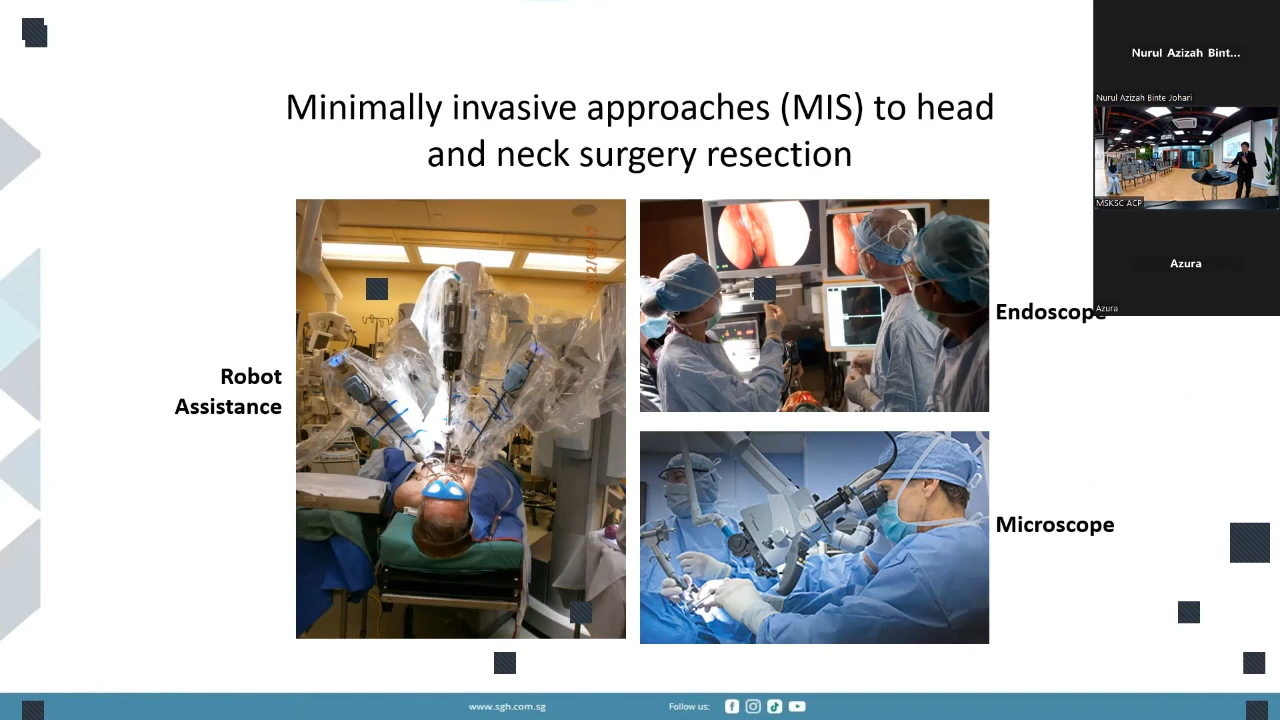 Minimally invasive approaches (MIS) to head
and neck surgery resection
Robot
Assistance
Endoscope
Microscope
Nurul Azizah Bint...
Nurul Azizah Binte Johari
MSKSC ACP
Azura
Azura
www.sgh.com.sg
Follow us: